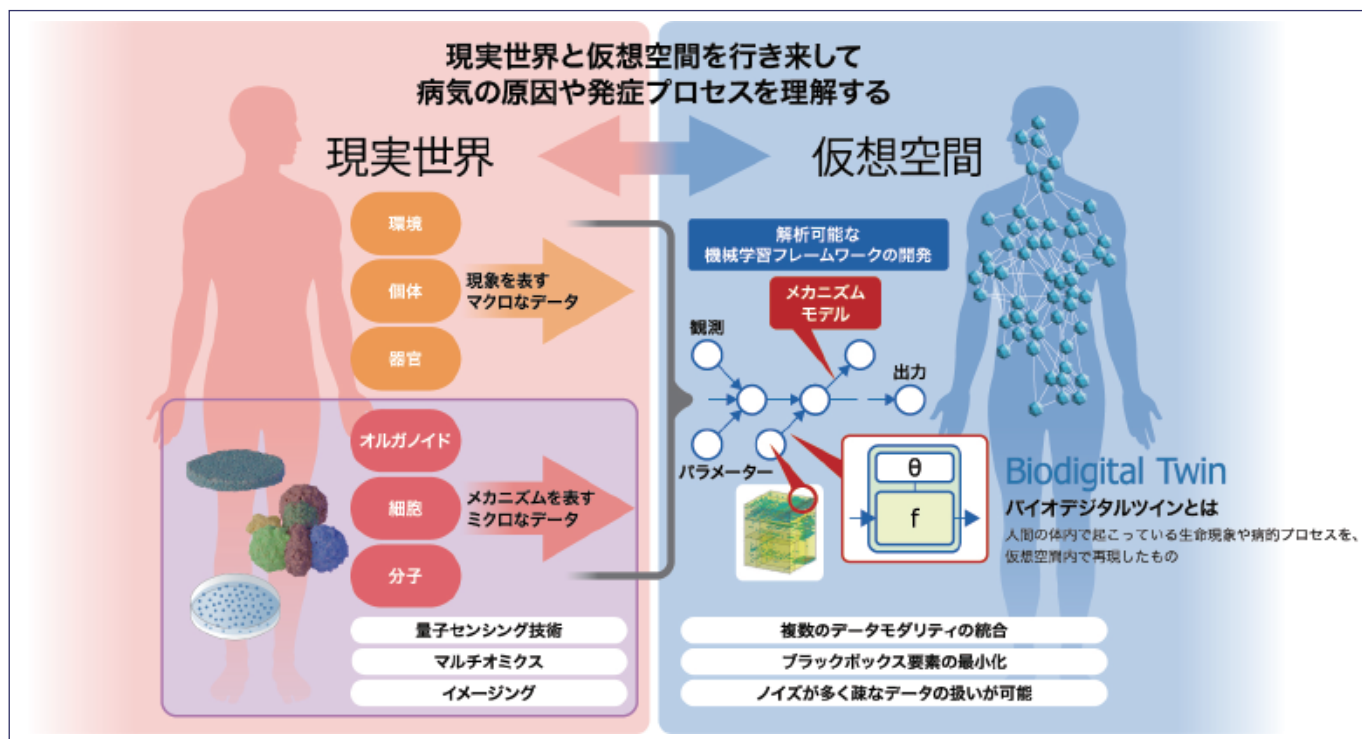 現実世界と仮想空間を行き来して
病気の原因や発症プロセスを理解する
現実世界
仮想空間
環境
個体
器官
現象を表す
マクロなデータ
オルガノイド
細胞
分子
メカニズムを表す
ミクロなデータ
量子センシング技術
マルチオミクス
イメージング
解析可能な
機械学習フレームワークの開発
メカニズム
モデル
観測
出力
パラメーター
θ
f
Biodigital Twin
バイオデジタルツインとは
人間の体内で起こっている生命現象や病的プロセスを、
仮想空間内で再現したもの
複数のデータモダリティの統合
ブラックボックス要素の最小化
ノイズが多く疎なデータの扱いが可能